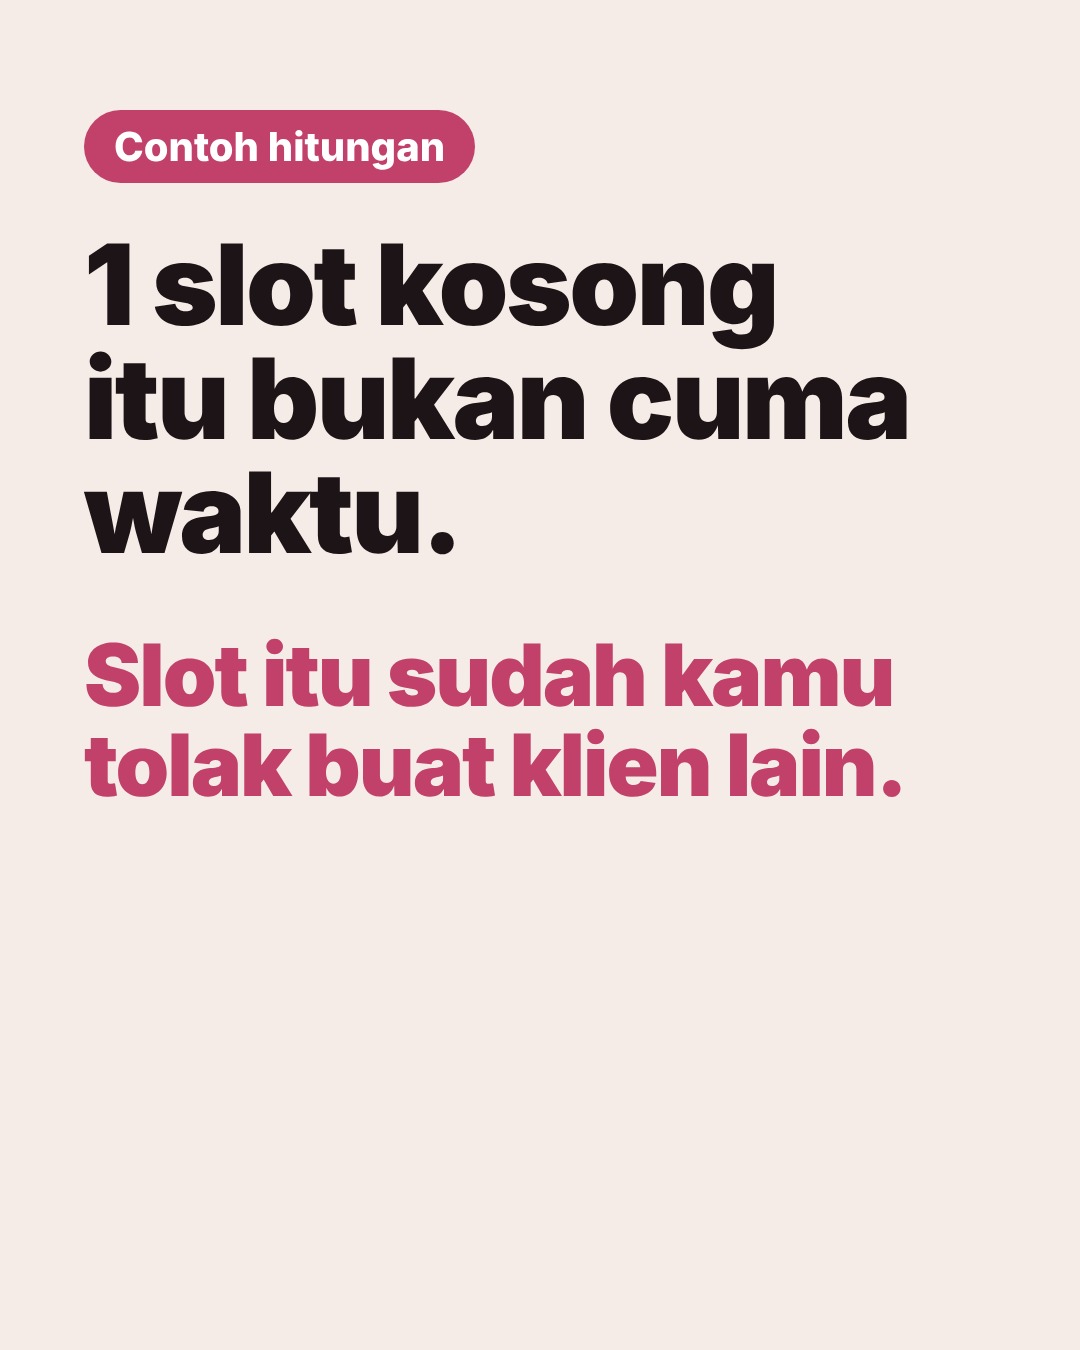 Contoh hitungan
1 slot kosong
itu bukan cuma
waktu.
Slot itu sudah kamu
tolak buat klien lain.